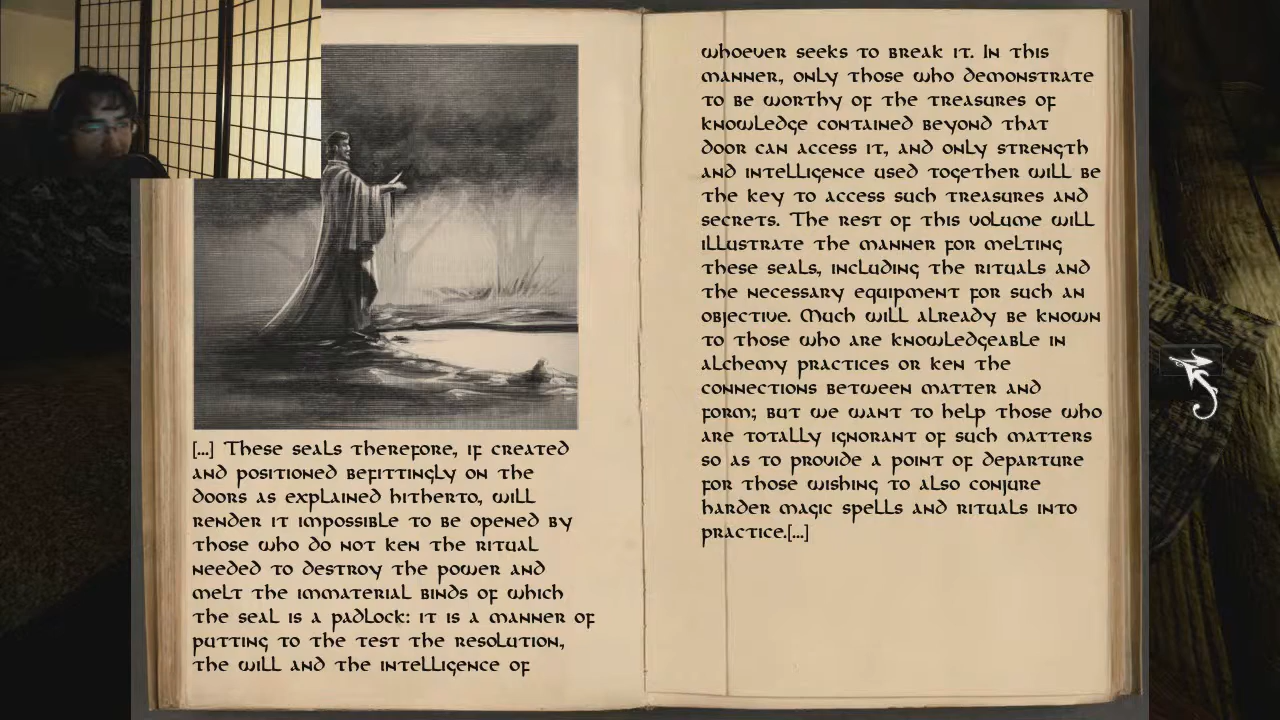 [...] These seals therefore, if created
and positioned befittingly on the
doors as explained hitherto, will
render it impossible to be opened by
those who do not ken the ritual
needed to destroy the power and
melt the immaterial binds of which
the seal is a padlock: it is a manner of
putting to the test the resolution,
the will and the intelligence of
whoever seeks to break it. In this
manner, only those who demonstrate
to be worthy of the treasures of
knowledge contained beyond that
door can access it, and only strength
and intelligence used together will be
the key to access such treasures and
secrets. The rest of this volume will
illustrate the manner for melting
these seals, including the rituals and
the necessary equipment for such an
objective. Much will already be known
to those who are knowledgeable in
alchemy practices or ken the
connections between matter and
form; but we want to help those who
are totally ignorant of such matters
so as to provide a point of departure
for those wishing to also conjure
harder magic spells and rituals into
practice.[...]